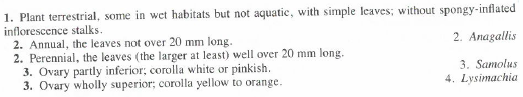 1. Plant terrestrial, some in wet habitats but not aquatic, with simple leaves; without spongy-inflated
inflorescence stalks.
2. Annual, the leaves not over 20 mm long. 2. Anagallis
2. Perennial, the leaves (the larger at least) well over 20 mm long.
3. Ovary partly inferior; corolla white or pinkish. 3. Samolus
3. Ovary wholly superior; corolla yellow to orange. 4. Lysimachia